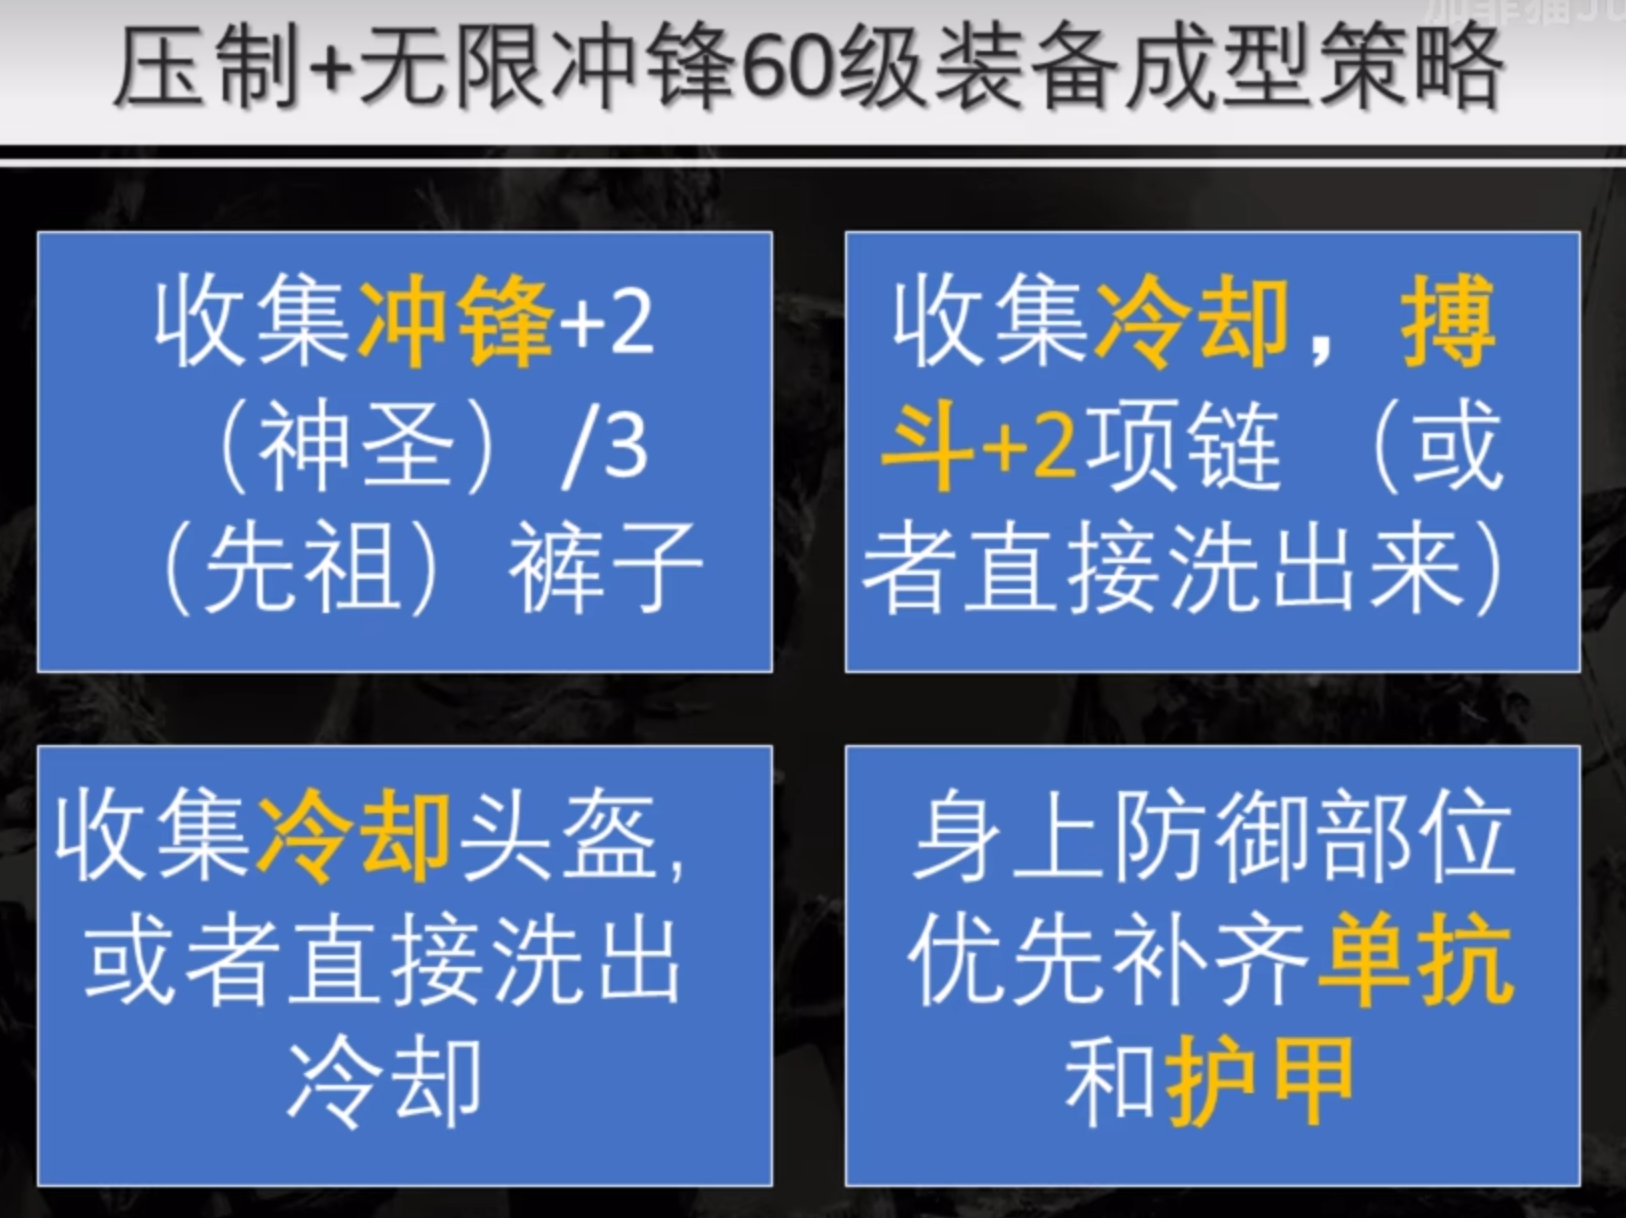 压制+无限冲锋60级装备成型策略
收集冲锋+2
（神圣）/3
（先祖）裤子
收集冷却，搏
斗+2项链（或
者直接洗出来）
收集冷却头盔,
或者直接洗出
冷却
身上防御部位
优先补齐单抗
和护甲